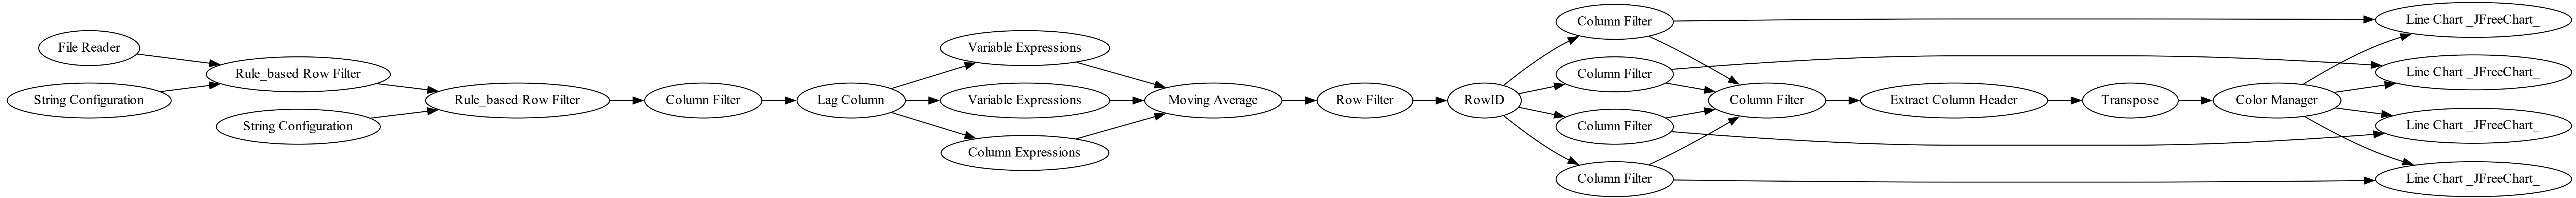 File Reader
String Configuration
Rule_based Row Filter
String Configuration
Rule_based Row Filter
Column Filter
Lag Column
Variable Expressions
Variable Expressions
Column Expressions
Moving Average
Row Filter
RowID
Column Filter
Column Filter
Column Filter
Column Filter
Column Filter
Extract Column Header
Transpose
Color Manager
Line Chart _JFreeChart_
Line Chart _JFreeChart_
Line Chart _JFreeChart_
Line Chart _JFreeChart_